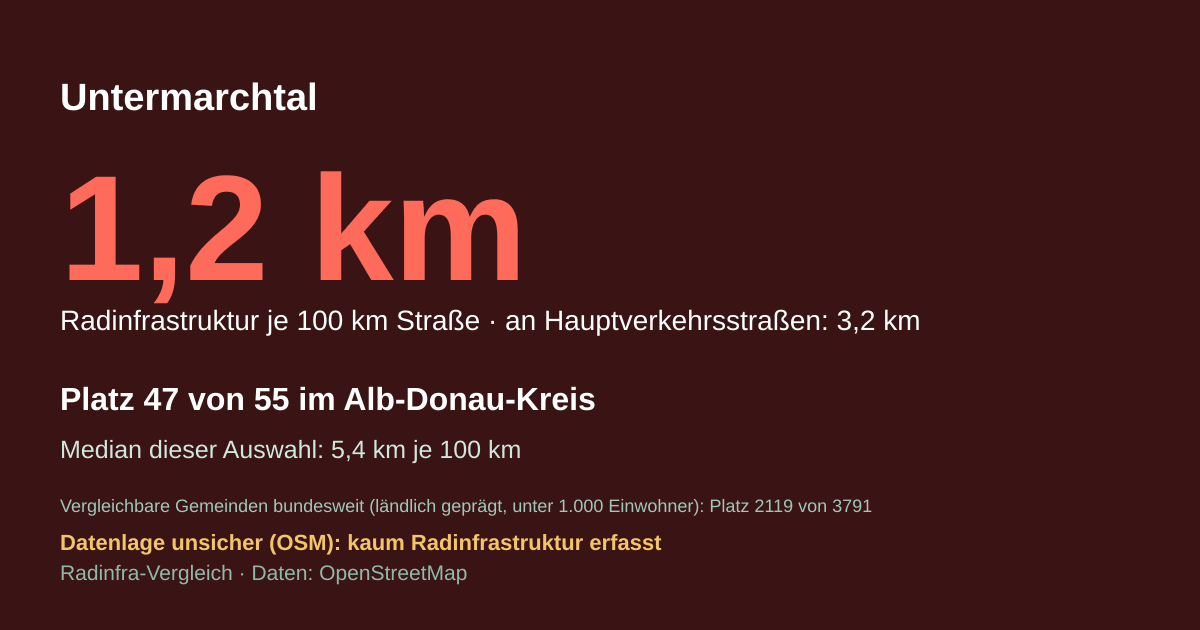 Untermarchtal
1,2 km
Radinfrastruktur je 100 km Straße · an Hauptverkehrsstraßen: 3,2 km
Platz 47 von 55 im Alb-Donau-Kreis
Median dieser Auswahl: 5,4 km je 100 km
Vergleichbare Gemeinden bundesweit (ländlich geprägt, unter 1.000 Einwohner): Platz 2119 von 3791
Datenlage unsicher (OSM): kaum Radinfrastruktur erfasst
Radinfra-Vergleich · Daten: OpenStreetMap